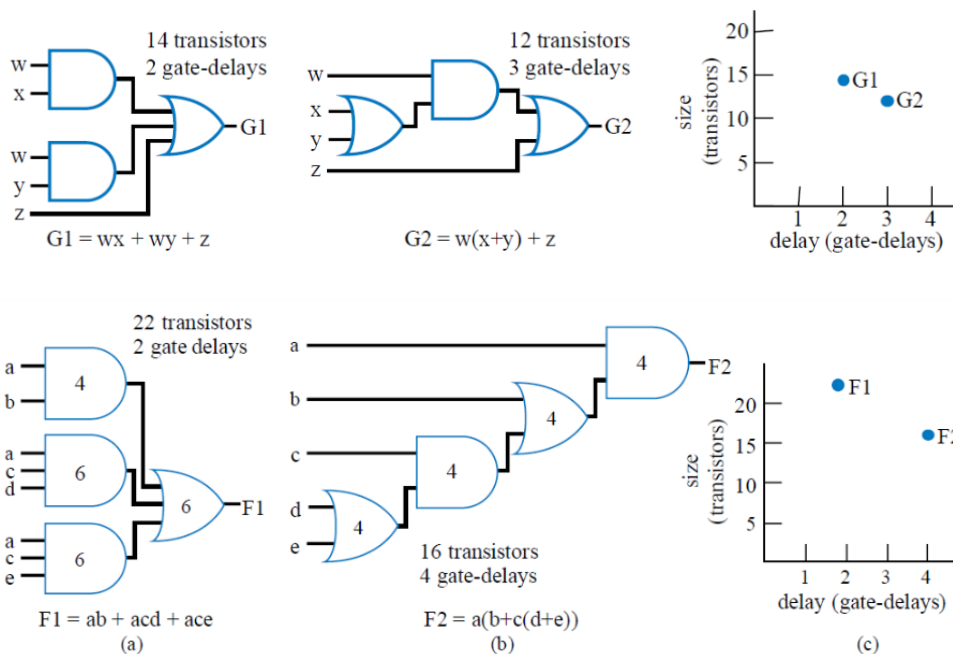 14 transistors
2 gate-delays
w
x
w
y
z
G1
G1 = wx + wy + z
12 transistors
3 gate-delays
w
x
y
z
G2
G2 = w(x+y) + z
20
15
10
5
size
(transistors)
G1
G2
1 2 3 4
delay (gate-delays)
22 transistors
2 gate delays
a
b
4
a
c
d
6
a
c
e
6
6
F1
F1 = ab + acd + ace
(a)
a
b
c
d
e
4
4
4
4
F2
16 transistors
4 gate-delays
F2 = a(b+c(d+e))
(b)
20
15
10
5
size
(transistors)
F1
F2
1 2 3 4
delay (gate-delays)
(c)